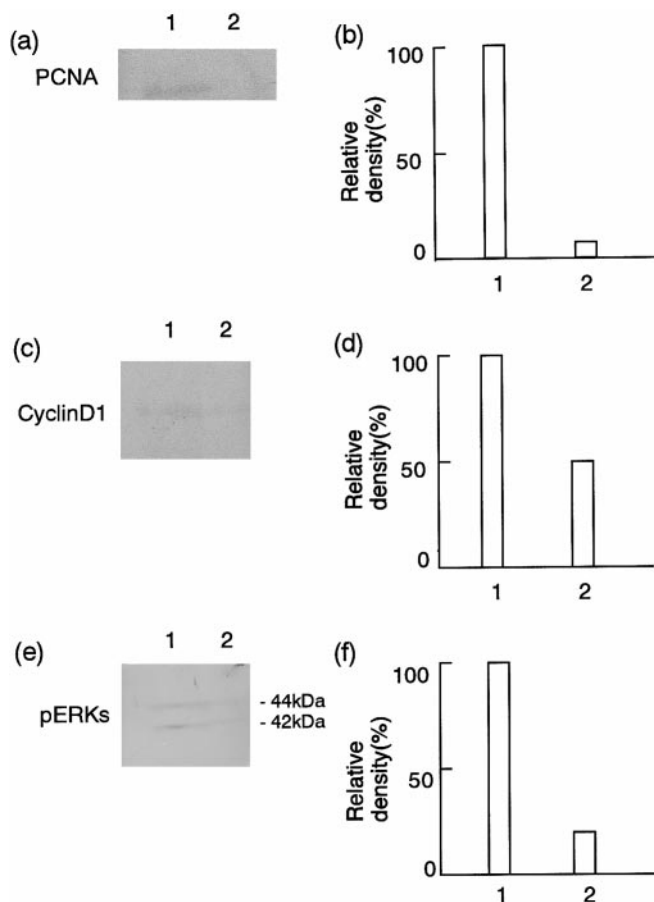 (a)
1 2
PCNA
(b)
Relative
density(%)
100
50
0
1 2
(c)
1 2
CyclinD1
(d)
Relative
density(%)
100
50
0
1 2
(e)
1 2
pERKs
- 44kDa
- 42kDa
(f)
Relative
density(%)
100
50
0
1 2